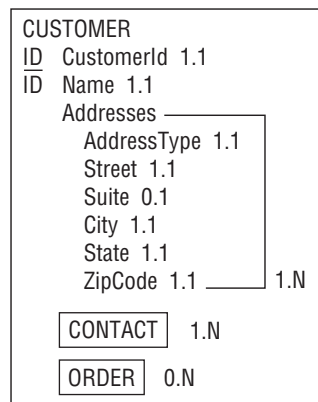 CUSTOMER
ID CustomerId 1.1
ID Name 1.1
Addresses
AddressType 1.1
Street 1.1
Suite 0.1
City 1.1
State 1.1
ZipCode 1.1 1.N
CONTACT 1.N
ORDER 0.N